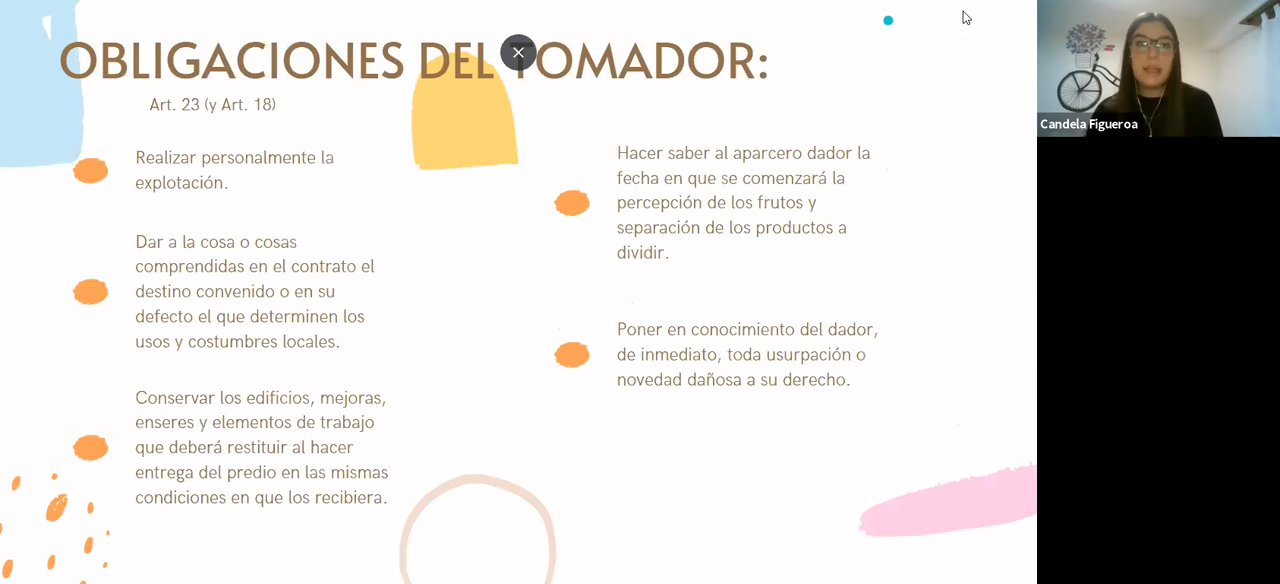 OBLIGACIONES DEL TOMADOR:
Art. 23 (y Art. 18)
Realizar personalmente la
explotación.
Dar a la cosa o cosas
comprendidas en el contrato el
destino convenido o en su
defecto el que determinen los
usos y costumbres locales.
Conservar los edificios, mejoras,
enseres y elementos de trabajo
que deberá restituir al hacer
entrega del predio en las mismas
condiciones en que los recibiera.
Hacer saber al aparcero dador la
fecha en que se comenzará la
percepción de los frutos y
separación de los productos a
dividir.
Poner en conocimiento del dador,
de inmediato, toda usurpación o
novedad dañosa a su derecho.
Candela Figueroa